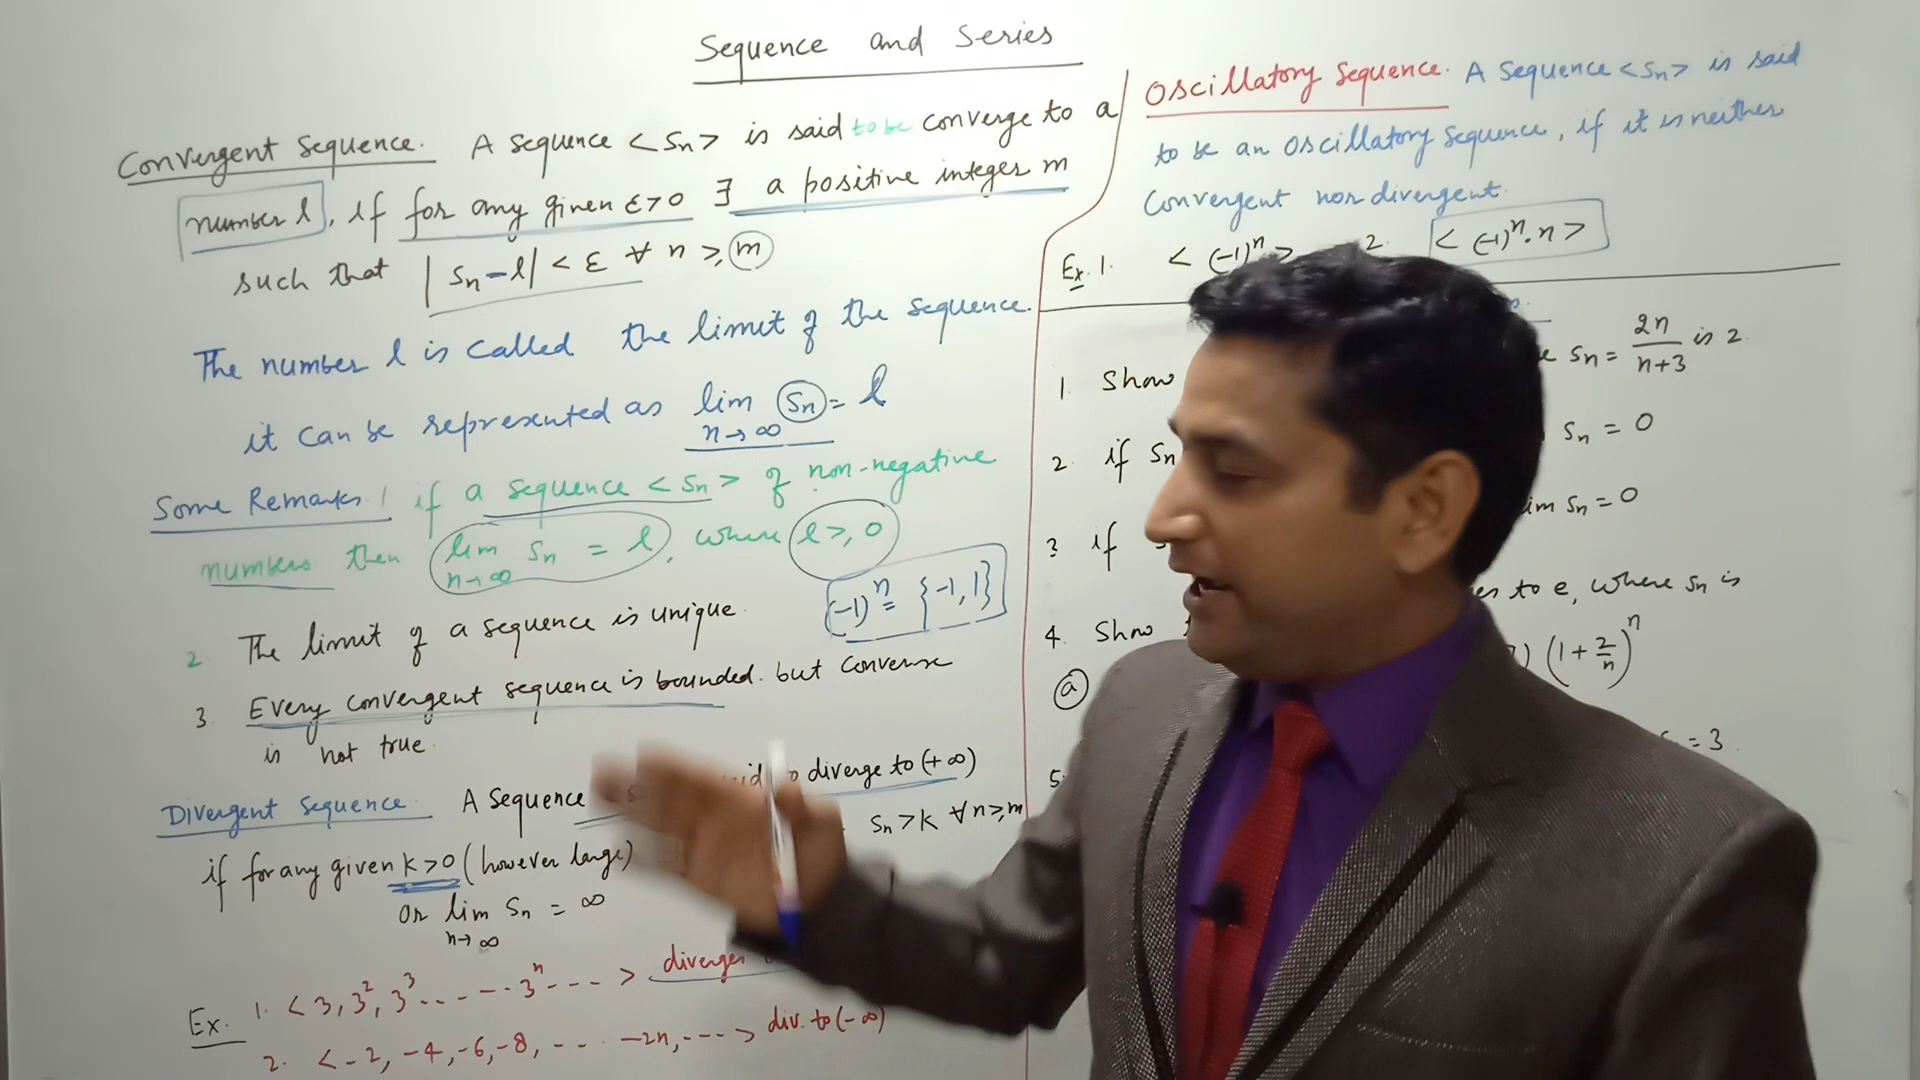 Sequence and Series
Convergent Sequence. A sequence <Sn> is said to be converge to a
number l, if for any given ε>0 ∃ a positive integer m
such that |Sn-l| < ε ∀ n ≥ m
The number l is called the limit of the sequence.
it can be represented as lim n→∞ Sn = l
Some Remarks 1 if a sequence <Sn> of non-negative
numbers then lim n→∞ Sn = l, where l ≥ 0
(-1)^n = {-1, 1}
2 The limit of a sequence is unique
3. Every convergent sequence is bounded. but converse
is not true.
Divergent Sequence A Sequence to diverge to (+∞)
if for any given k>0 (however large) Sn > K ∀ n ≥ m
or lim n→∞ Sn = ∞
Ex. 1. < 3, 3^2, 3^3 ... --- 3^n --- > diverges
2. < -2, -4, -6, -8, --- -2n, --- > div. to (-∞)
Oscillatory Sequence. A Sequence <Sn> is said
to be an Oscillatory Sequence, if it is neither
Convergent nor divergent.
Ex. 1. < (-1)^n > 2. < (-1)^n . n >
1. Show Sn = 2n/n+3 is 2
2. if Sn Sn = 0
3 if lim Sn = 0
4. Show to e, where Sn is
(a) (1 + 2/n)^n
5. = 3